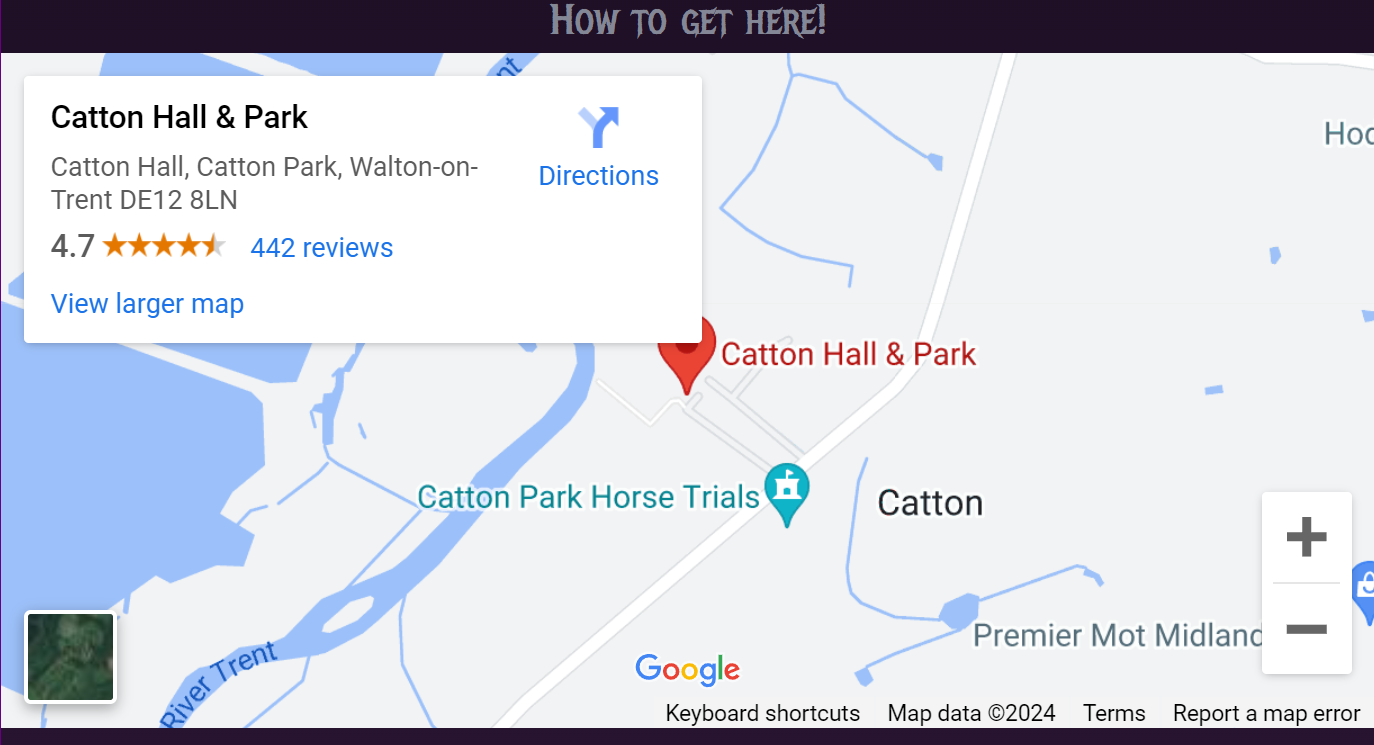 How to get here!
Catton Hall & Park
Catton Hall, Catton Park, Walton-on-
Trent DE12 8LN
Directions
4.7
442 reviews
View larger map
Catton Hall & Park
Catton Park Horse Trials
Catton
Premier Mot Midland
River Trent
Google
Keyboard shortcuts
Map data ©2024
Terms
Report a map error